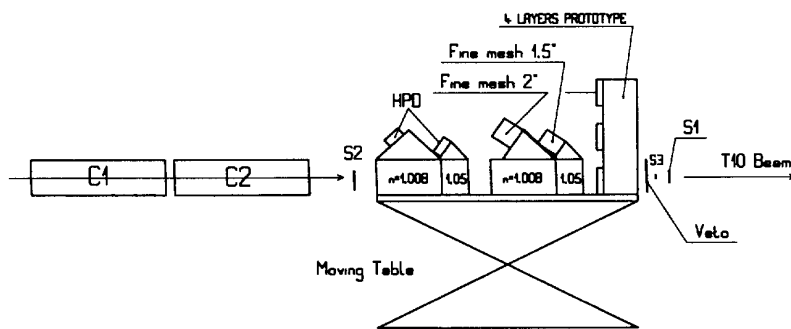 4 LAYERS PROTOTYPE
Fine mesh 1.5"
Fine mesh 2"
HPD
S1
S2
S3
T10 Beam
C1
C2
n=1.008
1.05
n=1.008
1.05
Veto
Moving Table